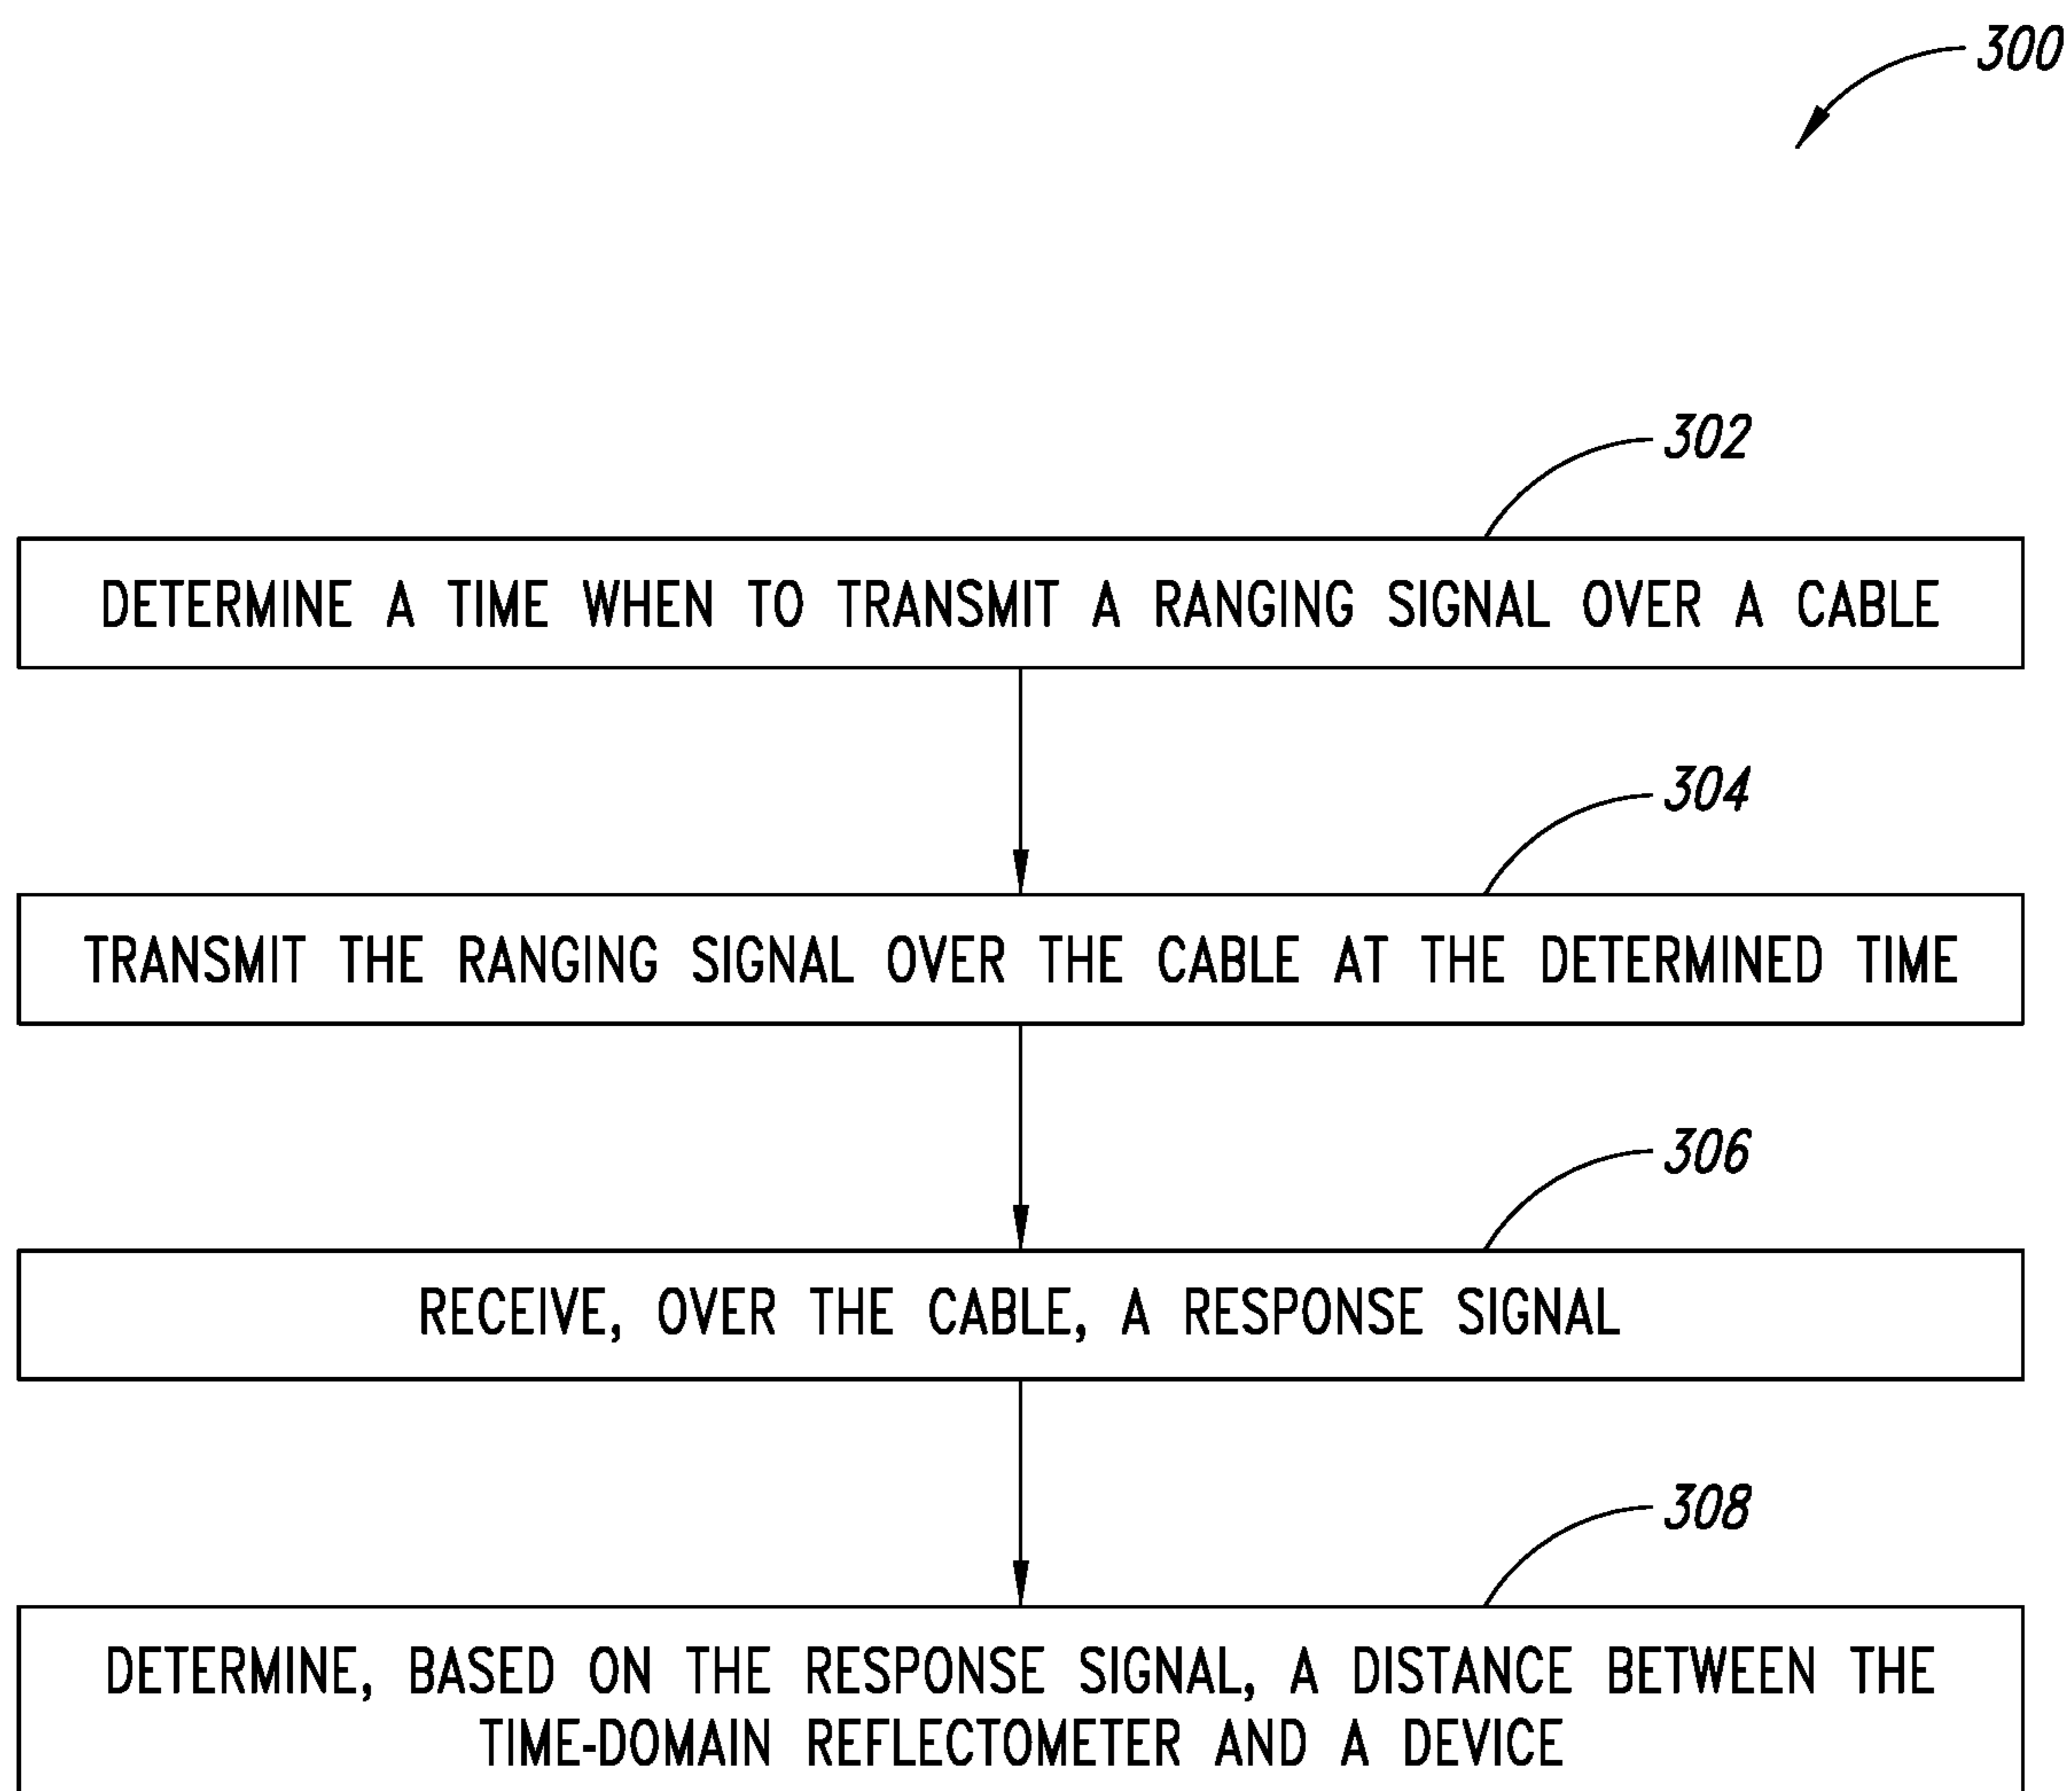 300
302
DETERMINE A TIME WHEN TO TRANSMIT A RANGING SIGNAL OVER A CABLE
304
TRANSMIT THE RANGING SIGNAL OVER THE CABLE AT THE DETERMINED TIME
306
RECEIVE, OVER THE CABLE, A RESPONSE SIGNAL
308
DETERMINE, BASED ON THE RESPONSE SIGNAL, A DISTANCE BETWEEN THE
TIME-DOMAIN REFLECTOMETER AND A DEVICE